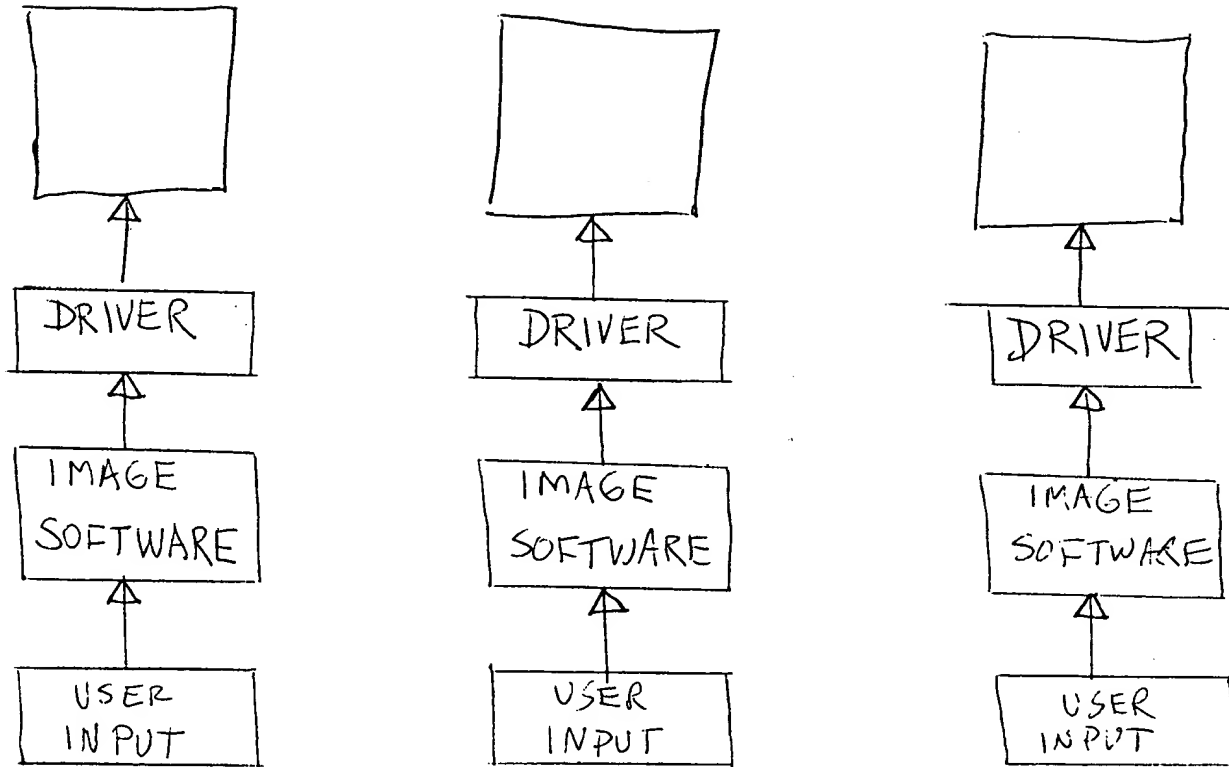 DRIVER
IMAGE
SOFTWARE
USER
INPUT
DRIVER
IMAGE
SOFTWARE
USER
INPUT
DRIVER
IMAGE
SOFTWARE
USER
INPUT